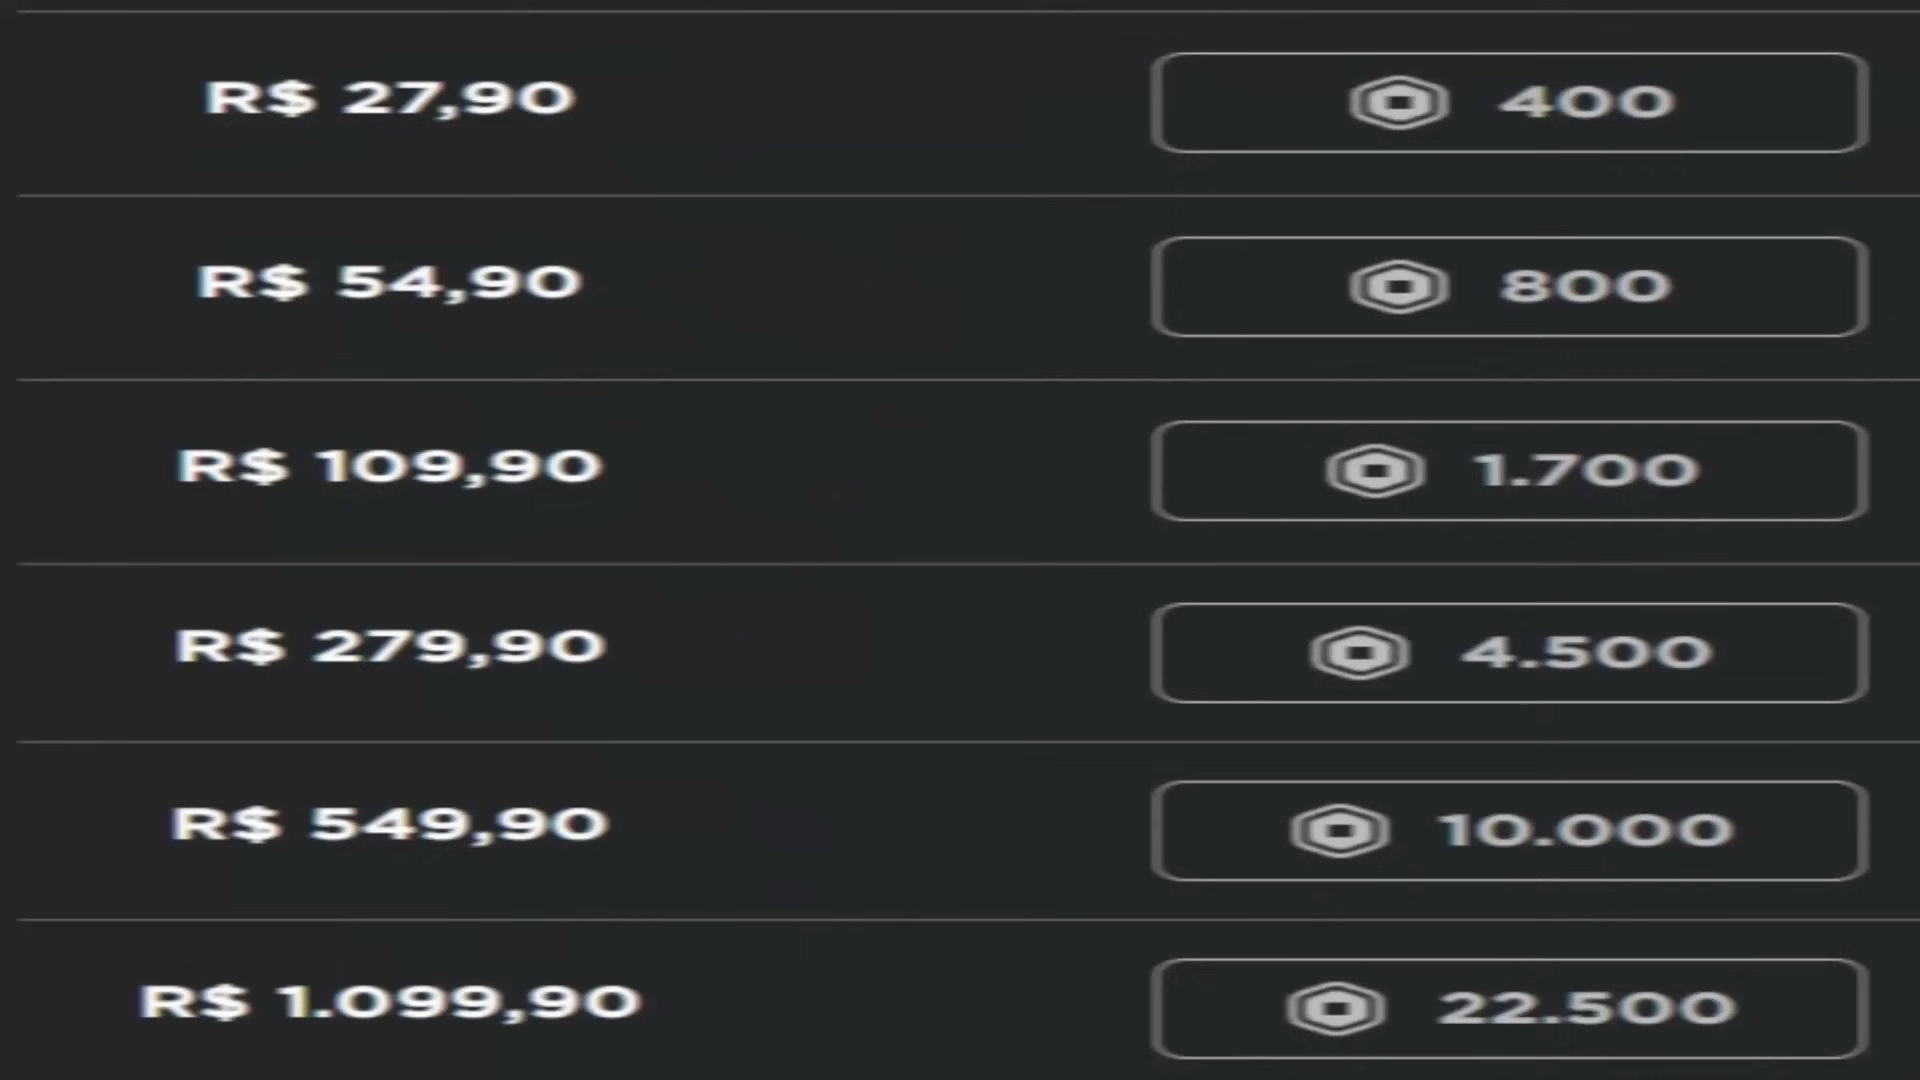 R$ 27,90 400
R$ 54,90 800
R$ 109,90 1.700
R$ 279,90 4.500
R$ 549,90 10.000
R$ 1.099,90 22.500